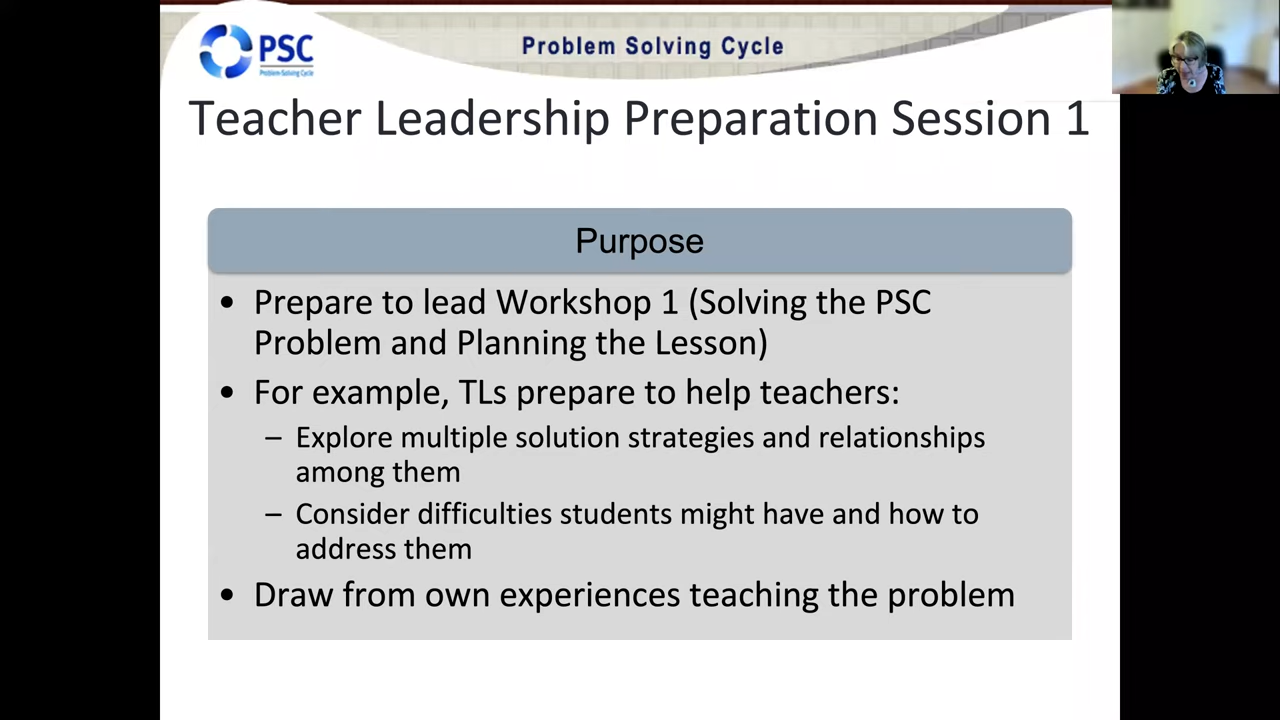 PSC
Problem-Solving Cycle
Problem Solving Cycle
Teacher Leadership Preparation Session 1
Purpose
• Prepare to lead Workshop 1 (Solving the PSC
Problem and Planning the Lesson)
• For example, TLs prepare to help teachers:
– Explore multiple solution strategies and relationships
among them
– Consider difficulties students might have and how to
address them
• Draw from own experiences teaching the problem